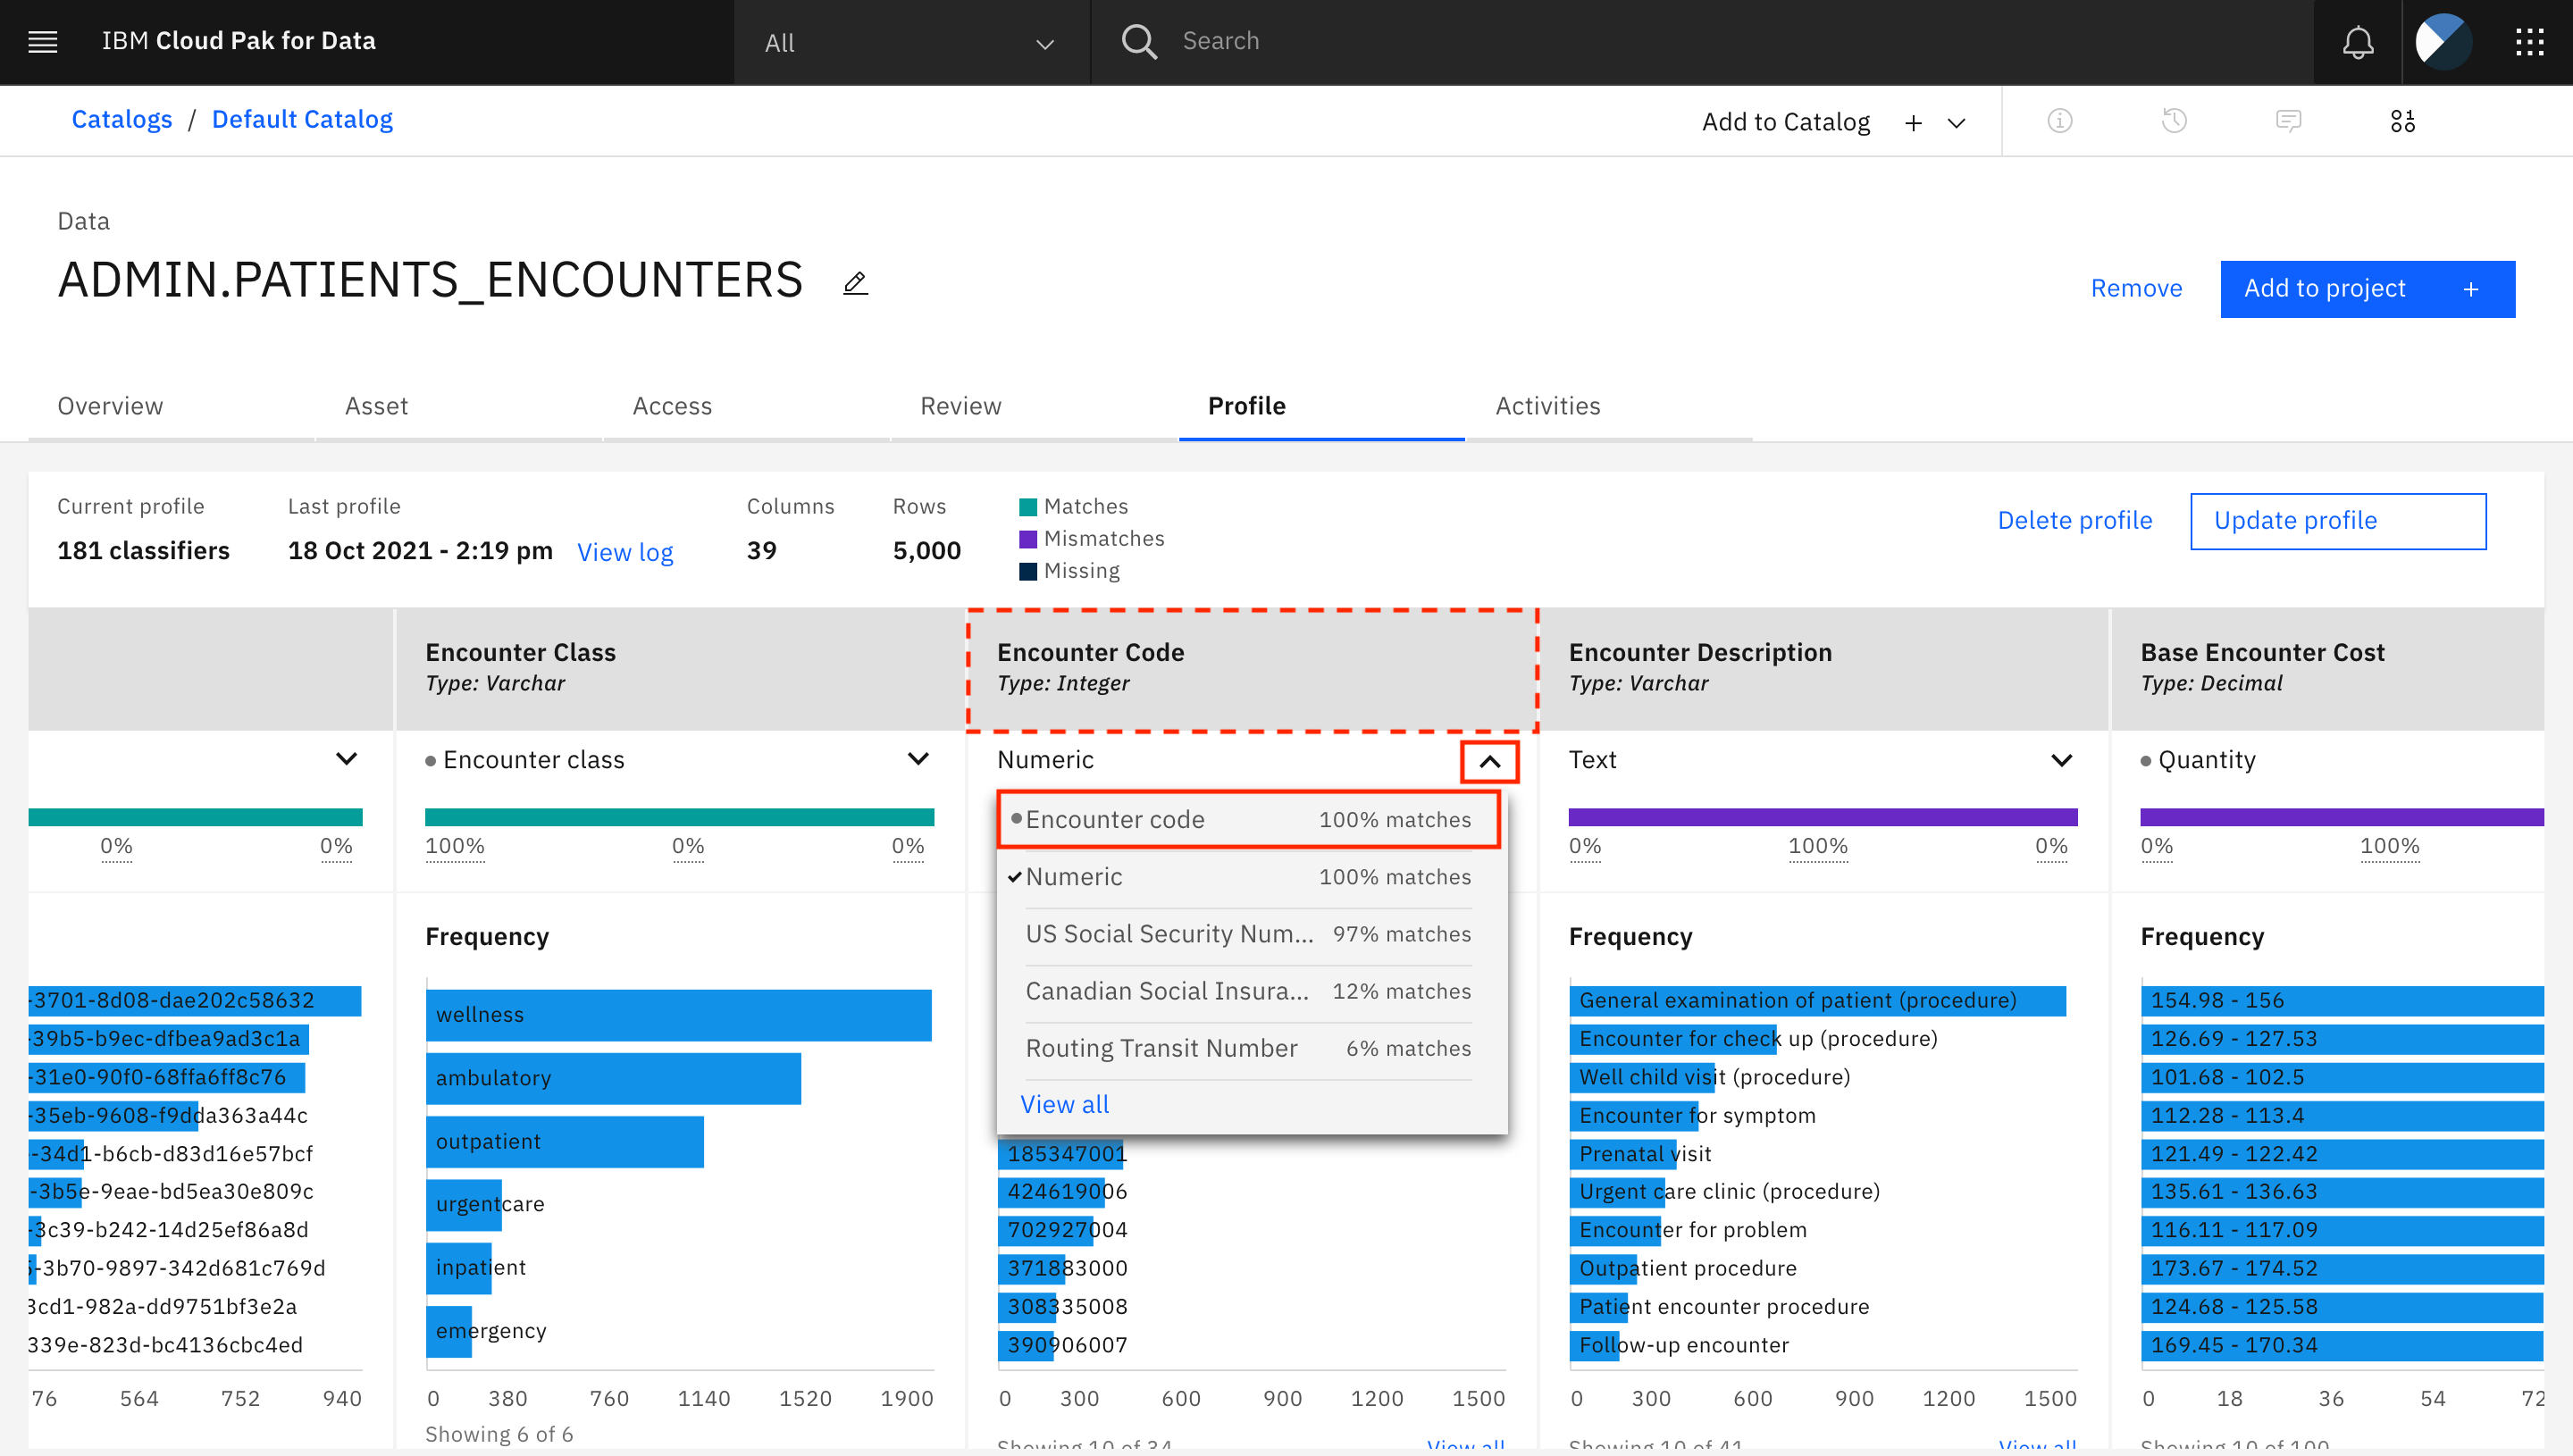 IBM Cloud Pak for Data
All
Search
Catalogs / Default Catalog
Add to Catalog +
Data
ADMIN.PATIENTS_ENCOUNTERS
Remove
Add to project +
Overview
Asset
Access
Review
Profile
Activities
Current profile
181 classifiers
Last profile
18 Oct 2021 - 2:19 pm View log
Columns
39
Rows
5,000
Matches
Mismatches
Missing
Delete profile
Update profile
0% 0%
-3701-8d08-dae202c58632
-39b5-b9ec-dfbea9ad3c1a
-31e0-90f0-68ffa6ff8c76
-35eb-9608-f9dda363a44c
-34d1-b6cb-d83d16e57bcf
-3b5e-9eae-bd5ea30e809c
-3c39-b242-14d25ef86a8d
-3b70-9897-342d681c769d
3cd1-982a-dd9751bf3e2a
339e-823d-bc4136cbc4ed
76 564 752 940
Encounter Class
Type: Varchar
Encounter class
100% 0% 0%
Frequency
wellness
ambulatory
outpatient
urgentcare
inpatient
emergency
0 380 760 1140 1520 1900
Showing 6 of 6
Encounter Code
Type: Integer
Numeric
Encounter code 100% matches
Numeric 100% matches
US Social Security Num... 97% matches
Canadian Social Insura... 12% matches
Routing Transit Number 6% matches
View all
185347001
424619006
702927004
371883000
308335008
390906007
0 300 600 900 1200 1500
Showing 10 of 34 View all
Encounter Description
Type: Varchar
Text
0% 100% 0%
Frequency
General examination of patient (procedure)
Encounter for check up (procedure)
Well child visit (procedure)
Encounter for symptom
Prenatal visit
Urgent care clinic (procedure)
Encounter for problem
Outpatient procedure
Patient encounter procedure
Follow-up encounter
0 300 600 900 1200 1500
Showing 10 of 41 View all
Base Encounter Cost
Type: Decimal
Quantity
0% 100%
Frequency
154.98 - 156
126.69 - 127.53
101.68 - 102.5
112.28 - 113.4
121.49 - 122.42
135.61 - 136.63
116.11 - 117.09
173.67 - 174.52
124.68 - 125.58
169.45 - 170.34
0 18 36 54 72
Showing 10 of 100